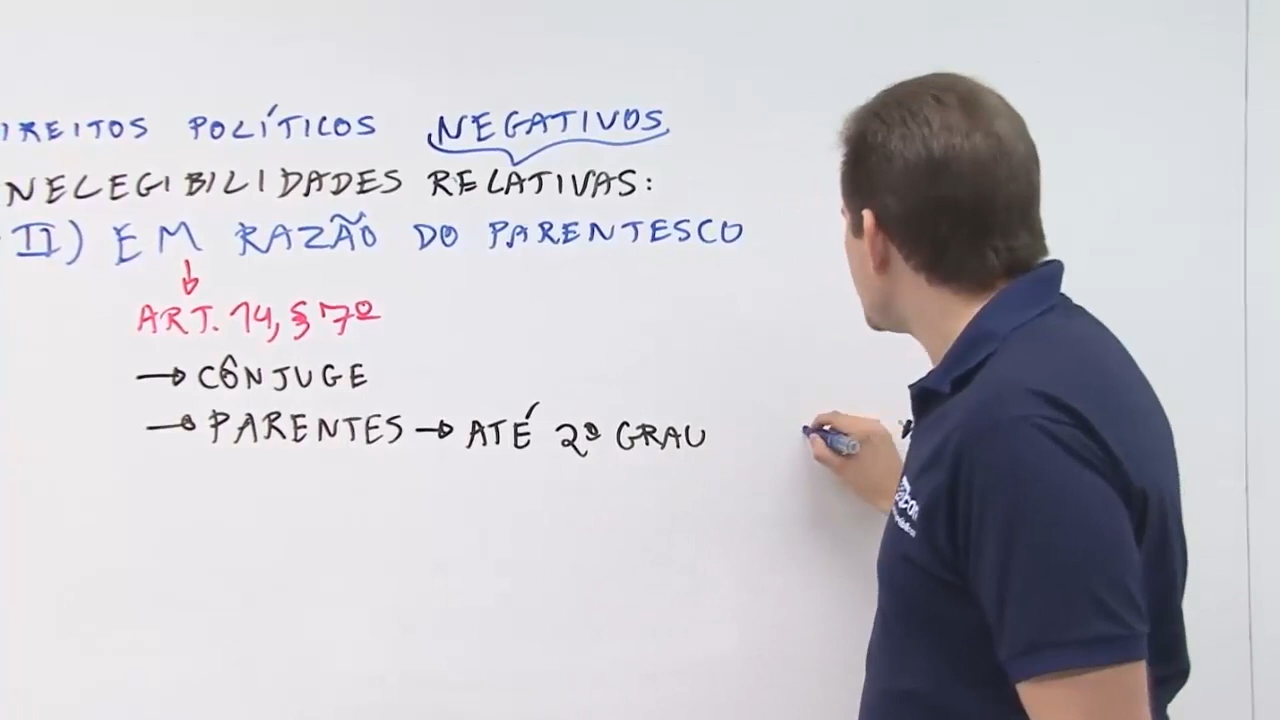 IREITOS POLÍTICOS NEGATIVOS
NELEGIBILIDADES RELATIVAS:
II) EM RAZÃO DO PARENTESCO
ART. 14, § 7º
→ CÔNJUGE
→ PARENTES → ATÉ 2º GRAU